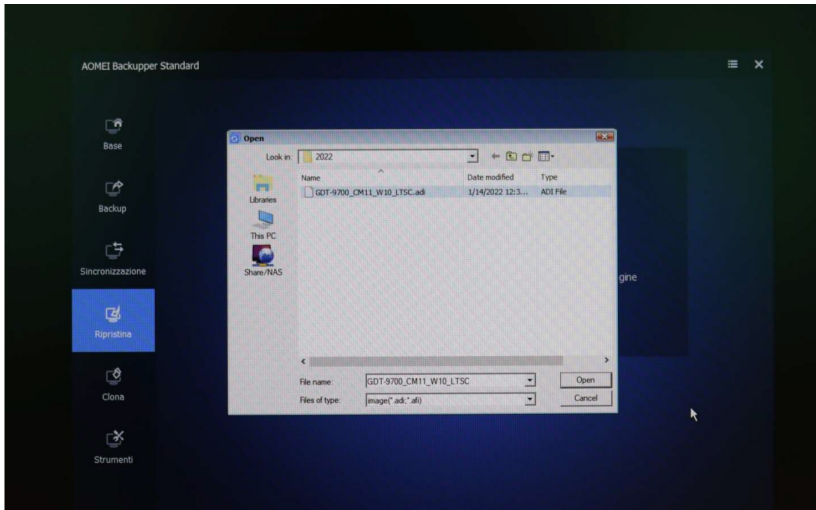 AOMEI Backupper Standard
Base
Backup
Sincronizzazione
Ripristina
Clona
Strumenti
Open
Look in:
2022
Name
Date modified
Type
GDT-9700_CM11_W10_LTSC.adi
1/14/2022 12:3...
ADI File
Libraries
This PC
Share/NAS
gine
File name:
GDT-9700_CM11_W10_LTSC
Open
Files of type:
image(*.adi;*.afi)
Cancel